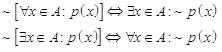 ~[∀x∈A: p(x)]⇔∃x∈A:~p(x)
~[∃x∈A: p(x)]⇔∀x∈A:~p(x)